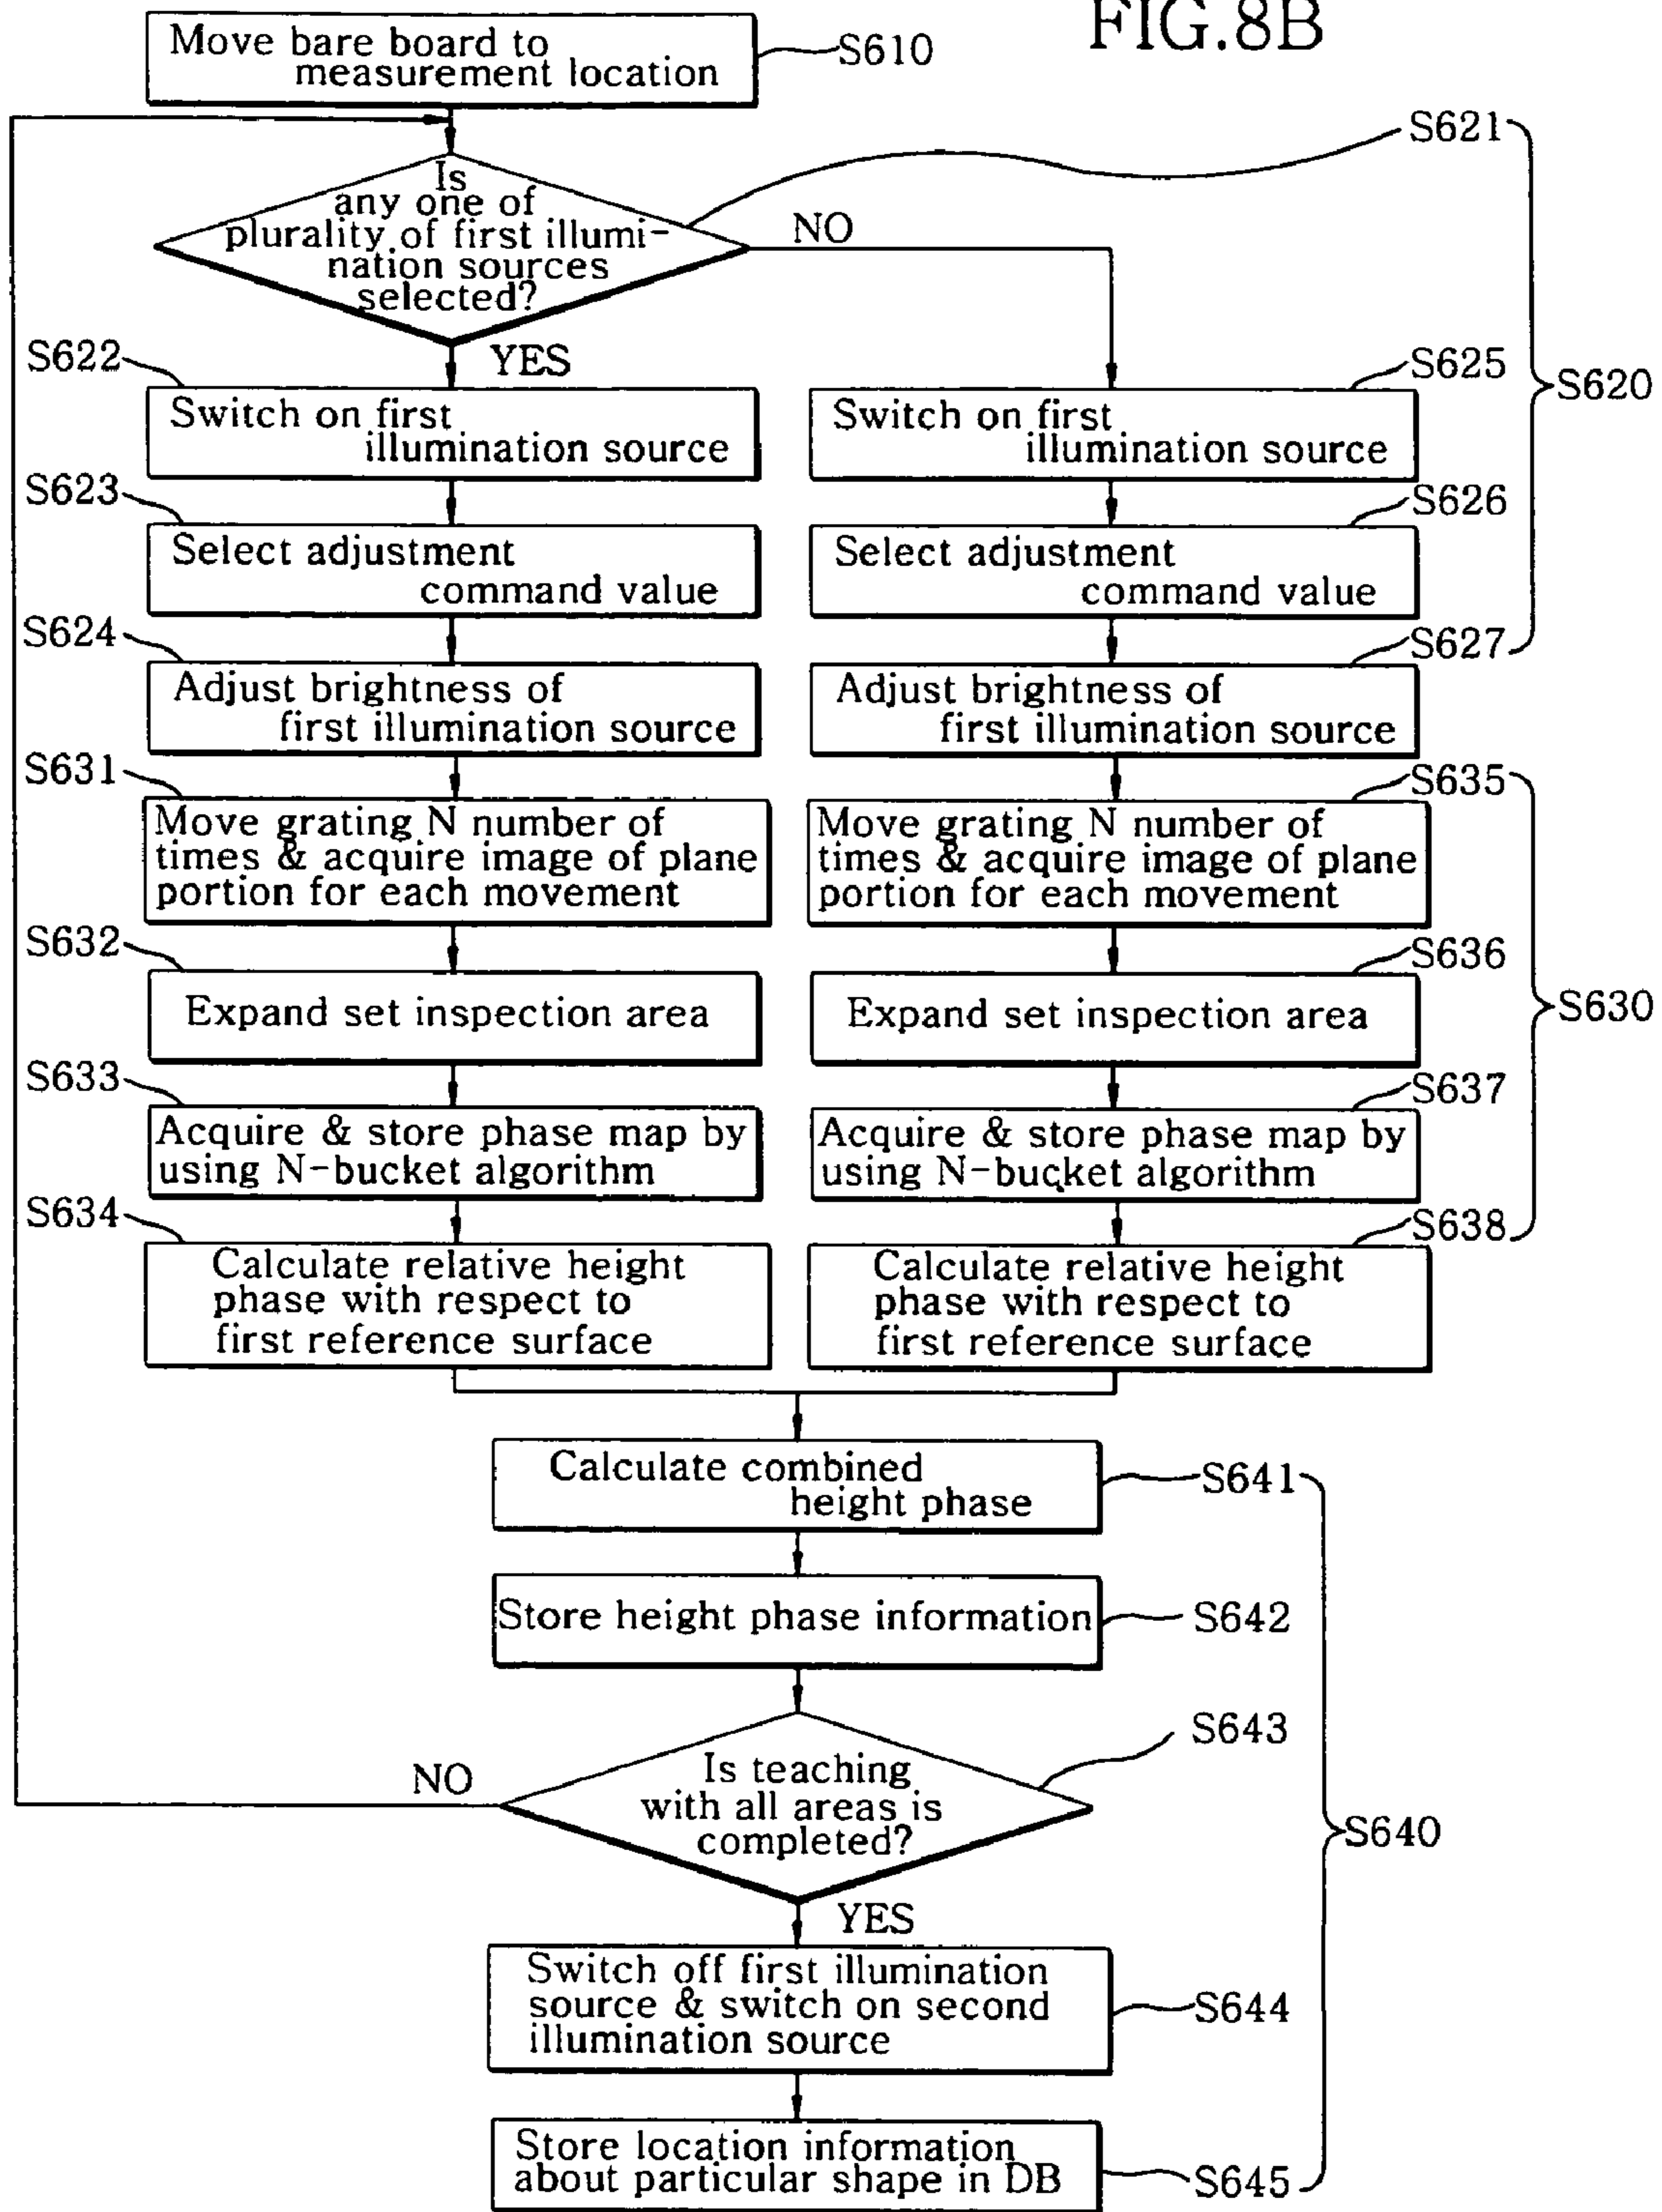 FIG.8B
Move bare board to
measurement location
S610
S621
Is
any one of
plurality of first illumi-
nation sources
selected?
NO
YES
S622
Switch on first
illumination source
S625
Switch on first
illumination source
S620
S623
Select adjustment
command value
S626
Select adjustment
command value
S624
Adjust brightness of
first illumination source
S627
Adjust brightness of
first illumination source
S631
Move grating N number of
times & acquire image of plane
portion for each movement
S635
Move grating N number of
times & acquire image of plane
portion for each movement
S632
Expand set inspection area
S636
Expand set inspection area
S630
S633
Acquire & store phase map by
using N-bucket algorithm
S637
Acquire & store phase map by
using N-bucket algorithm
S634
Calculate relative height
phase with respect to
first reference surface
S638
Calculate relative height
phase with respect to
first reference surface
Calculate combined
height phase
S641
Store height phase information
S642
Is teaching
with all areas is
completed?
S643
NO
S640
YES
Switch off first illumination
source & switch on second
illumination source
S644
Store location information
about particular shape in DB
S645